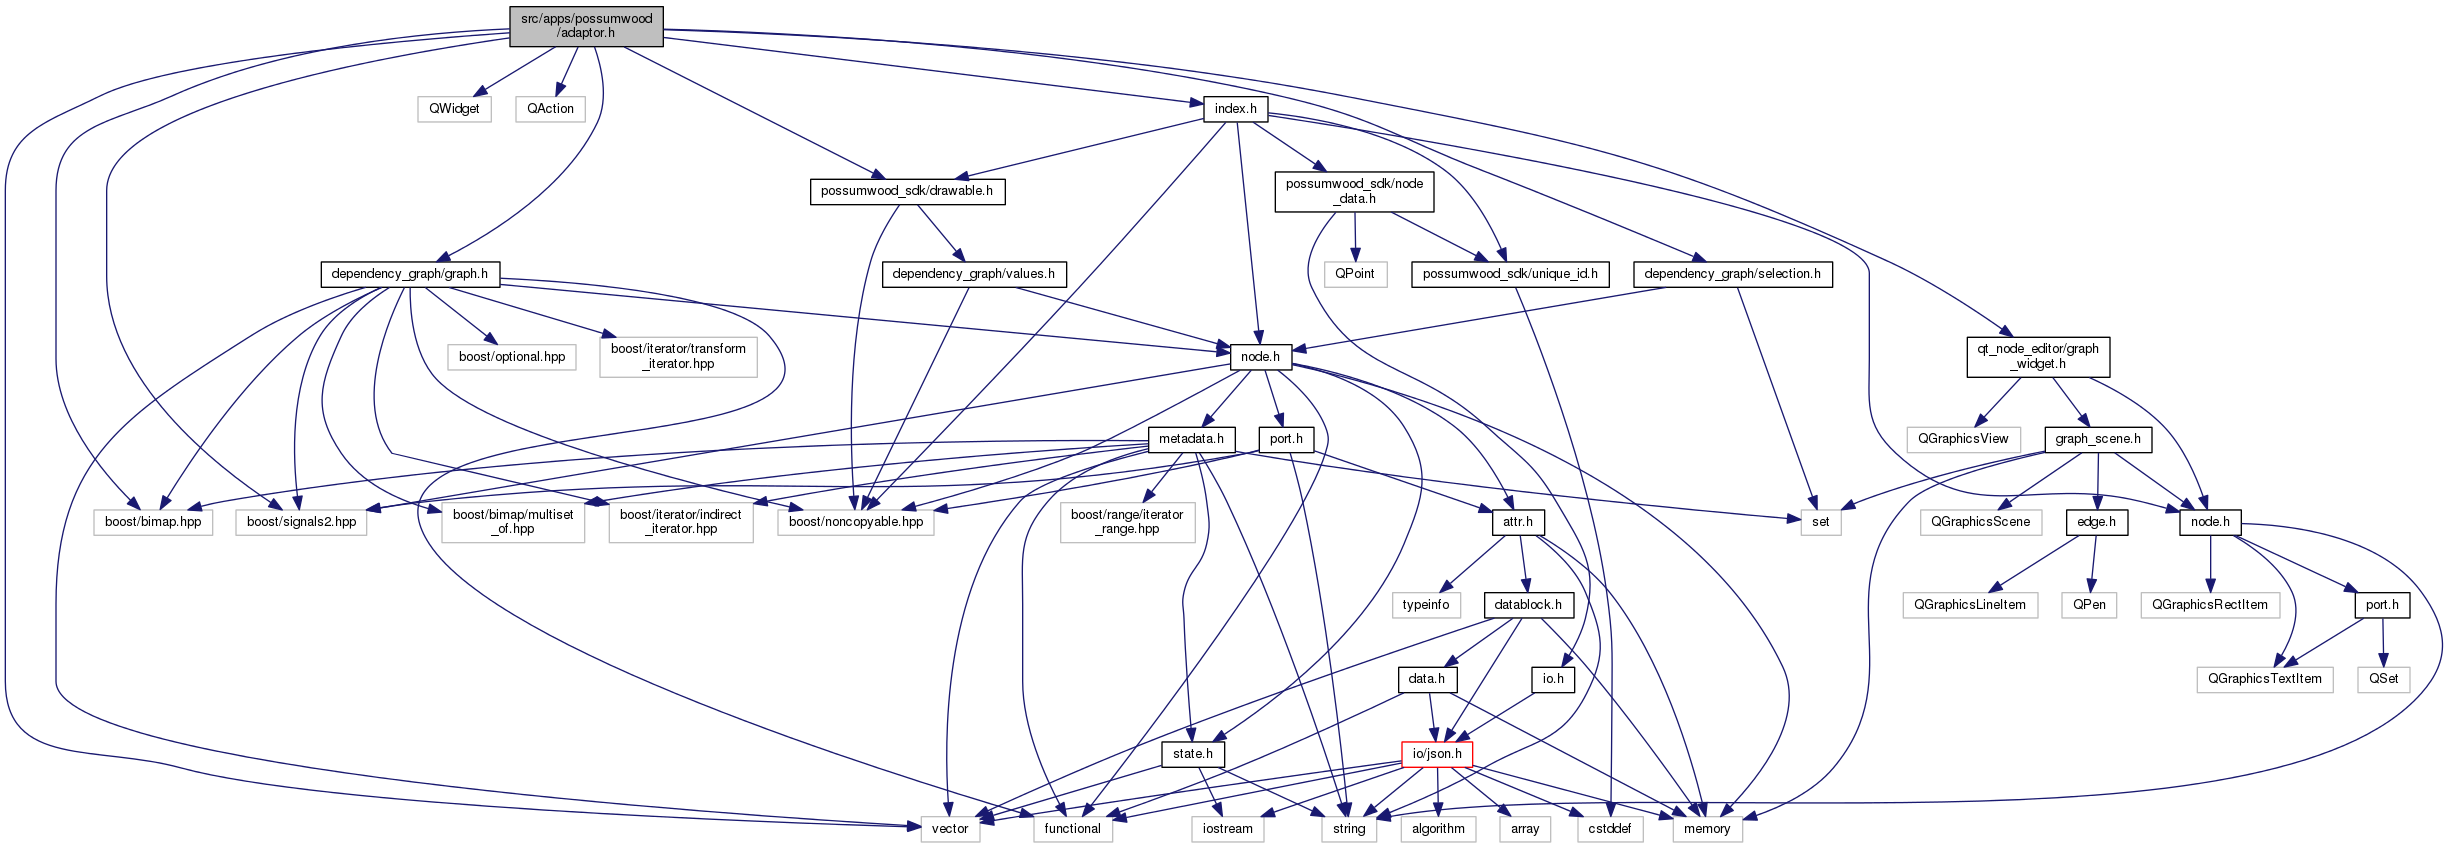 src/apps/possumwood
/adaptor.h
QWidget
QAction
index.h
possumwood_sdk/drawable.h
possumwood_sdk/node
_data.h
dependency_graph/graph.h
dependency_graph/values.h
QPoint
possumwood_sdk/unique_id.h
dependency_graph/selection.h
boost/optional.hpp
boost/iterator/transform
_iterator.hpp
node.h
qt_node_editor/graph
_widget.h
metadata.h
port.h
QGraphicsView
graph_scene.h
boost/bimap.hpp
boost/signals2.hpp
boost/bimap/multiset
_of.hpp
boost/iterator/indirect
_iterator.hpp
boost/noncopyable.hpp
boost/range/iterator
_range.hpp
attr.h
set
QGraphicsScene
edge.h
node.h
typeinfo
datablock.h
QGraphicsLineItem
QPen
QGraphicsRectItem
port.h
data.h
io.h
QGraphicsTextItem
QSet
state.h
io/json.h
vector
functional
iostream
string
algorithm
array
cstddef
memory